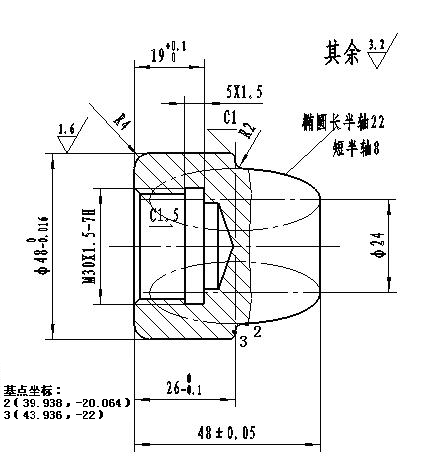 19 +0.1 0
其余 3.2
5X1.5
C1
1.6
R4
R2
椭圆长半轴22
短半轴8
C1.5
φ48 0 -0.016
M30X1.5-7H
φ24
2
3
26 0 -0.1
基点坐标:
2(39.938,-20.064)
3(43.936,-22)
48±0.05